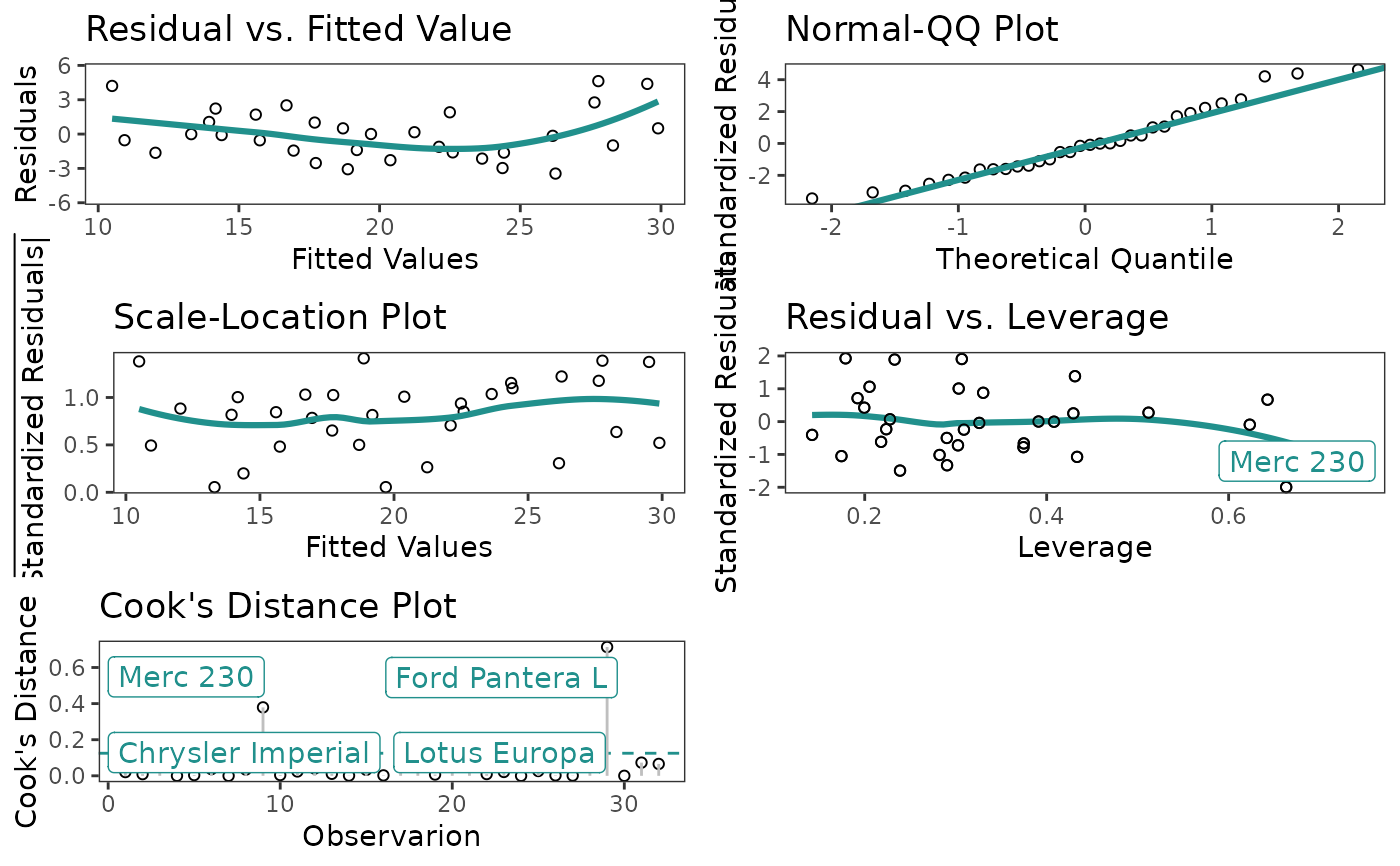 Residual vs. Fitted Value
Residuals
6
3
0
-3
-6
10 15 20 25 30
Fitted Values
Normal-QQ Plot
Standardized Residu
4
2
0
-2
-2 -1 0 1 2
Theoretical Quantile
Scale-Location Plot
Standardized Residuals|
1.0
0.5
0.0
10 15 20 25 30
Fitted Values
Residual vs. Leverage
Standardized Residual
2
1
0
-1
-2
Merc 230
0.2 0.4 0.6
Leverage
Cook's Distance Plot
Cook's Distance
0.6
0.4
0.2
0.0
Merc 230
Ford Pantera L
Chrysler Imperial
Lotus Europa
0 10 20 30
Observarion